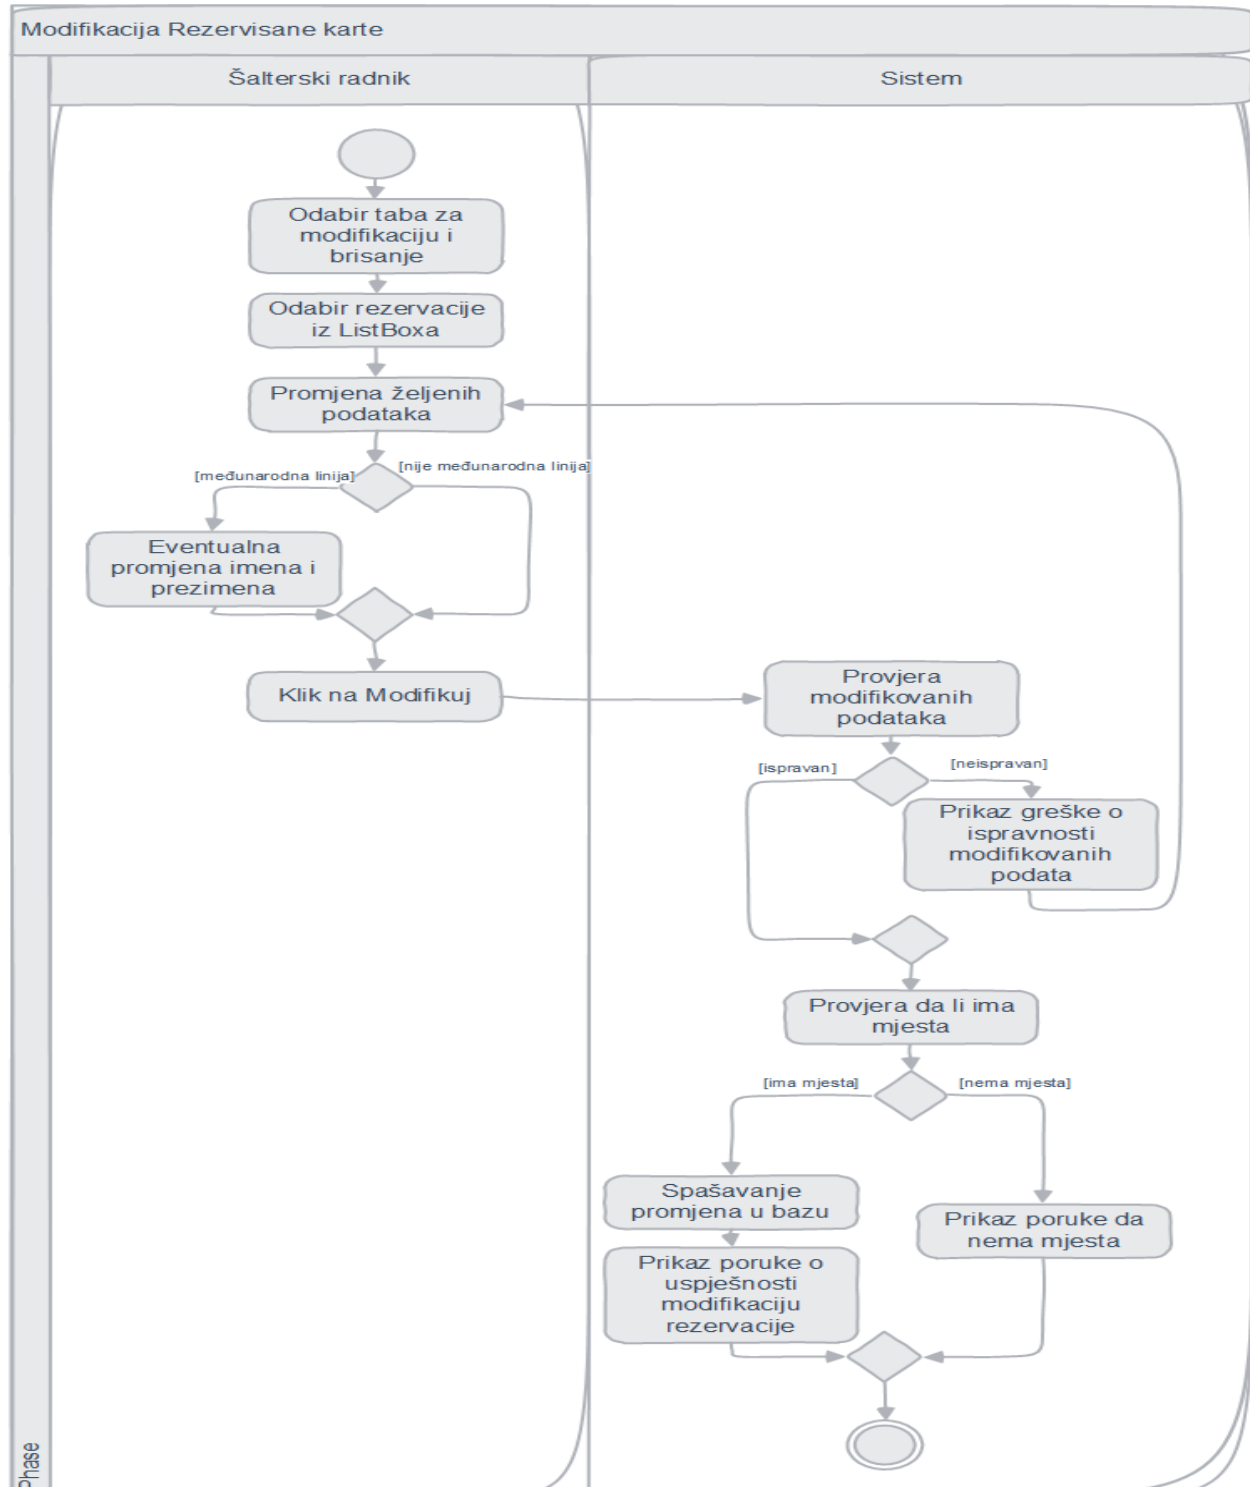 Modifikacija Rezervisane karte
Šalterski radnik
Sistem
Odabir taba za
modifikaciju i
brisanje
Odabir rezervacije
iz ListBoxa
Promjena željenih
podataka
[međunarodna linija]
[nije međunarodna linija]
Eventualna
promjena imena i
prezimena
Klik na Modifikuj
Provjera
modifikovanih
podataka
[ispravan]
[neispravan]
Prikaz greške o
ispravnosti
modifikovanih
podata
Provjera da li ima
mjesta
[ima mjesta]
[nema mjesta]
Spašavanje
promjena u bazu
Prikaz poruke da
nema mjesta
Prikaz poruke o
uspješnosti
modifikaciju
rezervacije
Phase